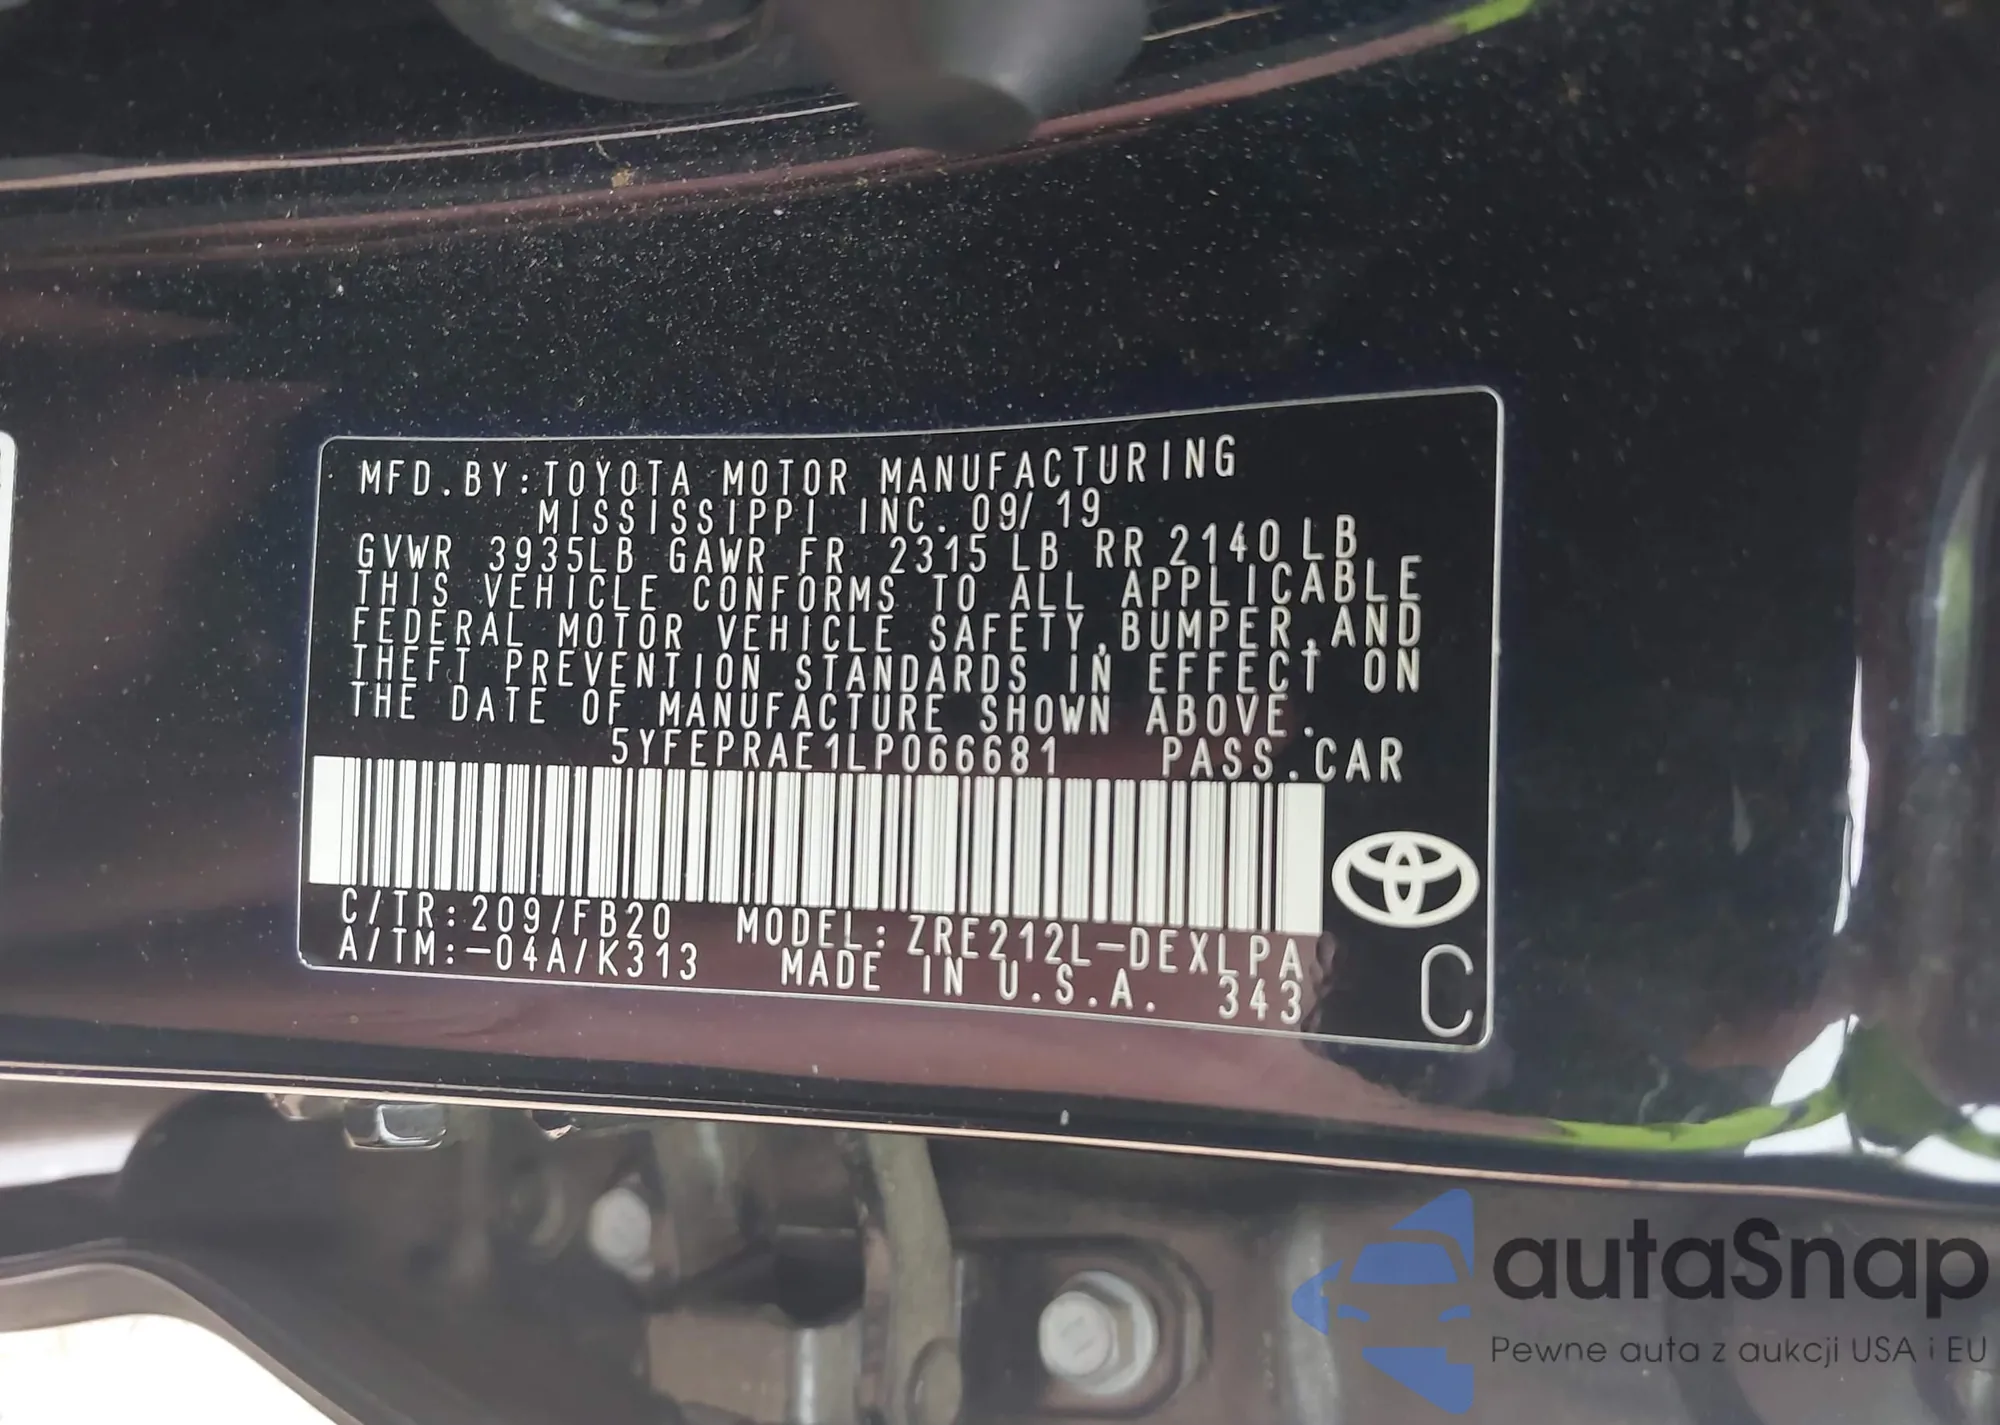 MFD.BY:TOYOTA MOTOR MANUFACTURING
MISSISSIPPI INC. 09/19
GVWR 3935LB GAWR FR 2315 LB RR 2140 LB
THIS VEHICLE CONFORMS TO ALL APPLICABLE
FEDERAL MOTOR VEHICLE SAFETY,BUMPER,AND
THEFT PREVENTION STANDARDS IN EFFECT ON
THE DATE OF MANUFACTURE SHOWN ABOVE.
5YFEPRAE1LP066681 PASS.CAR
C/TR:209/FB20 MODEL:ZRE212L-DEXLPA
A/TM:-04A/K313 MADE IN U.S.A. 343
C
autaSnap
Pewne auta z aukcji USA i EU